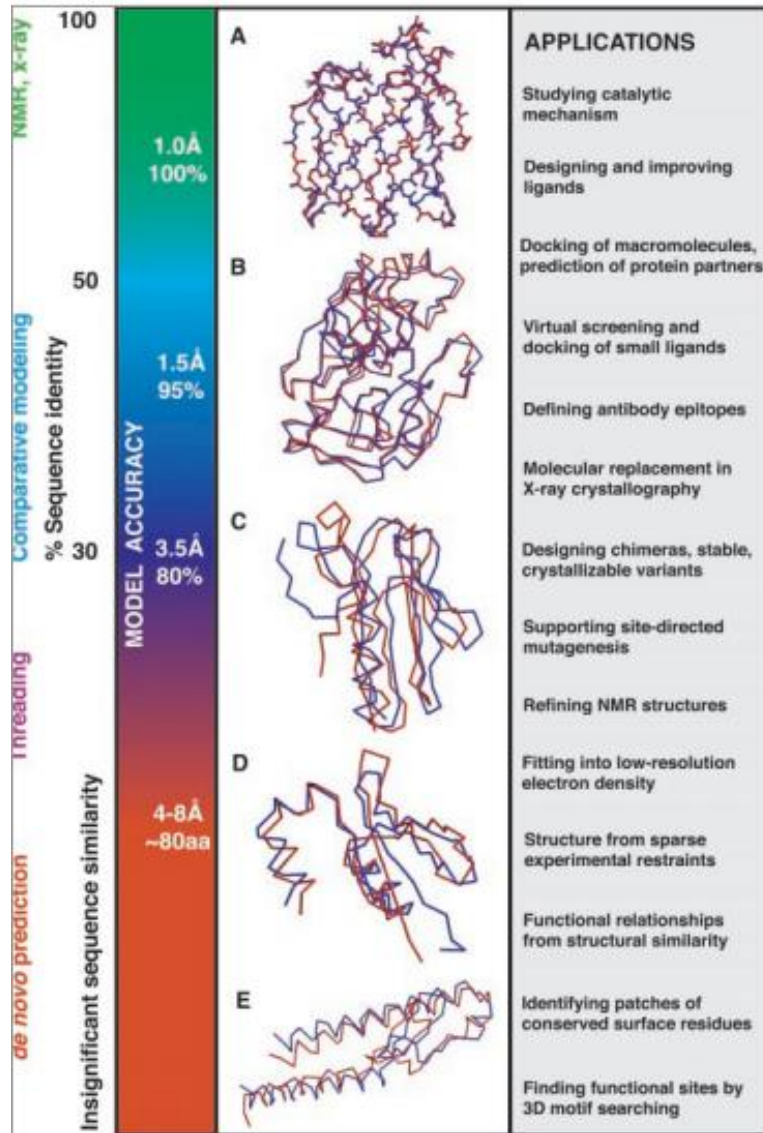 NMR, x-ray
Comparative modeling
Threading
de novo prediction
100
50
% Sequence identity
30
Insignificant sequence similarity
MODEL ACCURACY
1.0Å
100%
1.5Å
95%
3.5Å
80%
4-8Å
~80aa
A
B
C
D
E
APPLICATIONS
Studying catalytic
mechanism
Designing and improving
ligands
Docking of macromolecules,
prediction of protein partners
Virtual screening and
docking of small ligands
Defining antibody epitopes
Molecular replacement in
X-ray crystallography
Designing chimeras, stable,
crystallizable variants
Supporting site-directed
mutagenesis
Refining NMR structures
Fitting into low-resolution
electron density
Structure from sparse
experimental restraints
Functional relationships
from structural similarity
Identifying patches of
conserved surface residues
Finding functional sites by
3D motif searching